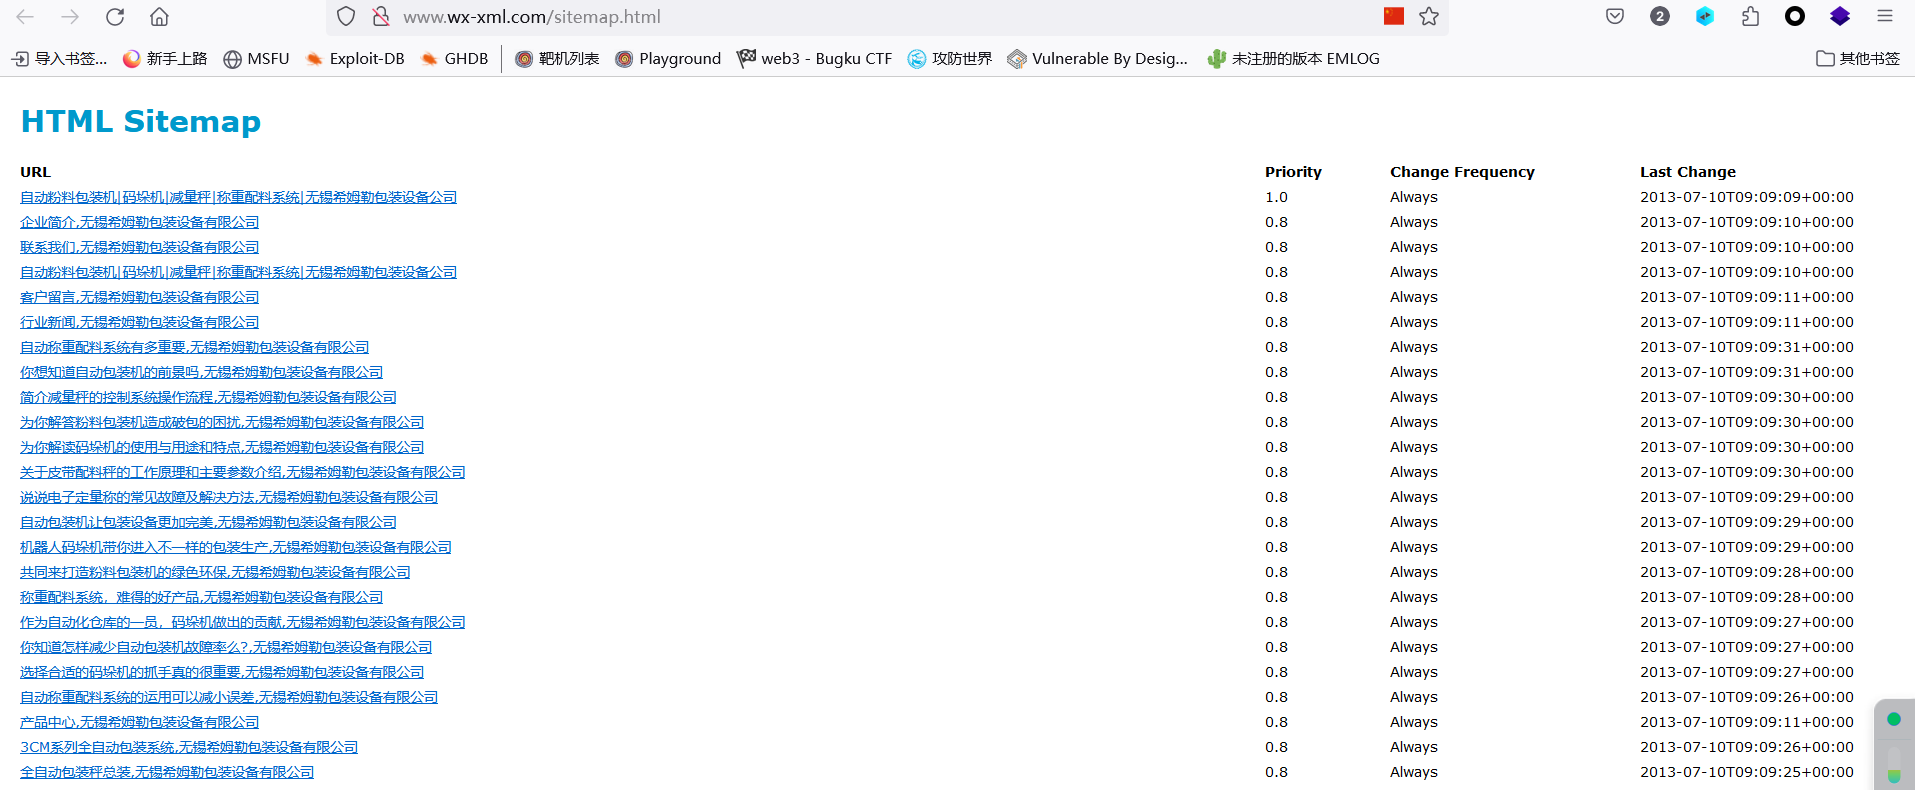 www.wx-xml.com/sitemap.html
2
导入书签... 新手上路 MSFU Exploit-DB GHDB 靶机列表 Playground web3 - Bugku CTF 攻防世界 Vulnerable By Desig... 未注册的版本 EMLOG 其他书签
HTML Sitemap
URL Priority Change Frequency Last Change
自动粉料包装机|码垛机|减量秤|称重配料系统|无锡希姆勒包装设备公司 1.0 Always 2013-07-10T09:09:09+00:00
企业简介,无锡希姆勒包装设备有限公司 0.8 Always 2013-07-10T09:09:10+00:00
联系我们,无锡希姆勒包装设备有限公司 0.8 Always 2013-07-10T09:09:10+00:00
自动粉料包装机|码垛机|减量秤|称重配料系统|无锡希姆勒包装设备公司 0.8 Always 2013-07-10T09:09:10+00:00
客户留言,无锡希姆勒包装设备有限公司 0.8 Always 2013-07-10T09:09:11+00:00
行业新闻,无锡希姆勒包装设备有限公司 0.8 Always 2013-07-10T09:09:11+00:00
自动称重配料系统有多重要,无锡希姆勒包装设备有限公司 0.8 Always 2013-07-10T09:09:31+00:00
你想知道自动包装机的前景吗,无锡希姆勒包装设备有限公司 0.8 Always 2013-07-10T09:09:31+00:00
简介减量秤的控制系统操作流程,无锡希姆勒包装设备有限公司 0.8 Always 2013-07-10T09:09:30+00:00
为你解答粉料包装机造成破包的困扰,无锡希姆勒包装设备有限公司 0.8 Always 2013-07-10T09:09:30+00:00
为你解读码垛机的使用与用途和特点,无锡希姆勒包装设备有限公司 0.8 Always 2013-07-10T09:09:30+00:00
关于皮带配料秤的工作原理和主要参数介绍,无锡希姆勒包装设备有限公司 0.8 Always 2013-07-10T09:09:30+00:00
说说电子定量称的常见故障及解决方法,无锡希姆勒包装设备有限公司 0.8 Always 2013-07-10T09:09:29+00:00
自动包装机让包装设备更加完美,无锡希姆勒包装设备有限公司 0.8 Always 2013-07-10T09:09:29+00:00
机器人码垛机带你进入不一样的包装生产,无锡希姆勒包装设备有限公司 0.8 Always 2013-07-10T09:09:29+00:00
共同来打造粉料包装机的绿色环保,无锡希姆勒包装设备有限公司 0.8 Always 2013-07-10T09:09:28+00:00
称重配料系统，难得的好产品,无锡希姆勒包装设备有限公司 0.8 Always 2013-07-10T09:09:28+00:00
作为自动化仓库的一员，码垛机做出的贡献,无锡希姆勒包装设备有限公司 0.8 Always 2013-07-10T09:09:27+00:00
你知道怎样减少自动包装机故障率么?,无锡希姆勒包装设备有限公司 0.8 Always 2013-07-10T09:09:27+00:00
选择合适的码垛机的抓手真的很重要,无锡希姆勒包装设备有限公司 0.8 Always 2013-07-10T09:09:27+00:00
自动称重配料系统的运用可以减小误差,无锡希姆勒包装设备有限公司 0.8 Always 2013-07-10T09:09:26+00:00
产品中心,无锡希姆勒包装设备有限公司 0.8 Always 2013-07-10T09:09:11+00:00
3CM系列全自动包装系统,无锡希姆勒包装设备有限公司 0.8 Always 2013-07-10T09:09:26+00:00
全自动包装秤总装,无锡希姆勒包装设备有限公司 0.8 Always 2013-07-10T09:09:25+00:00